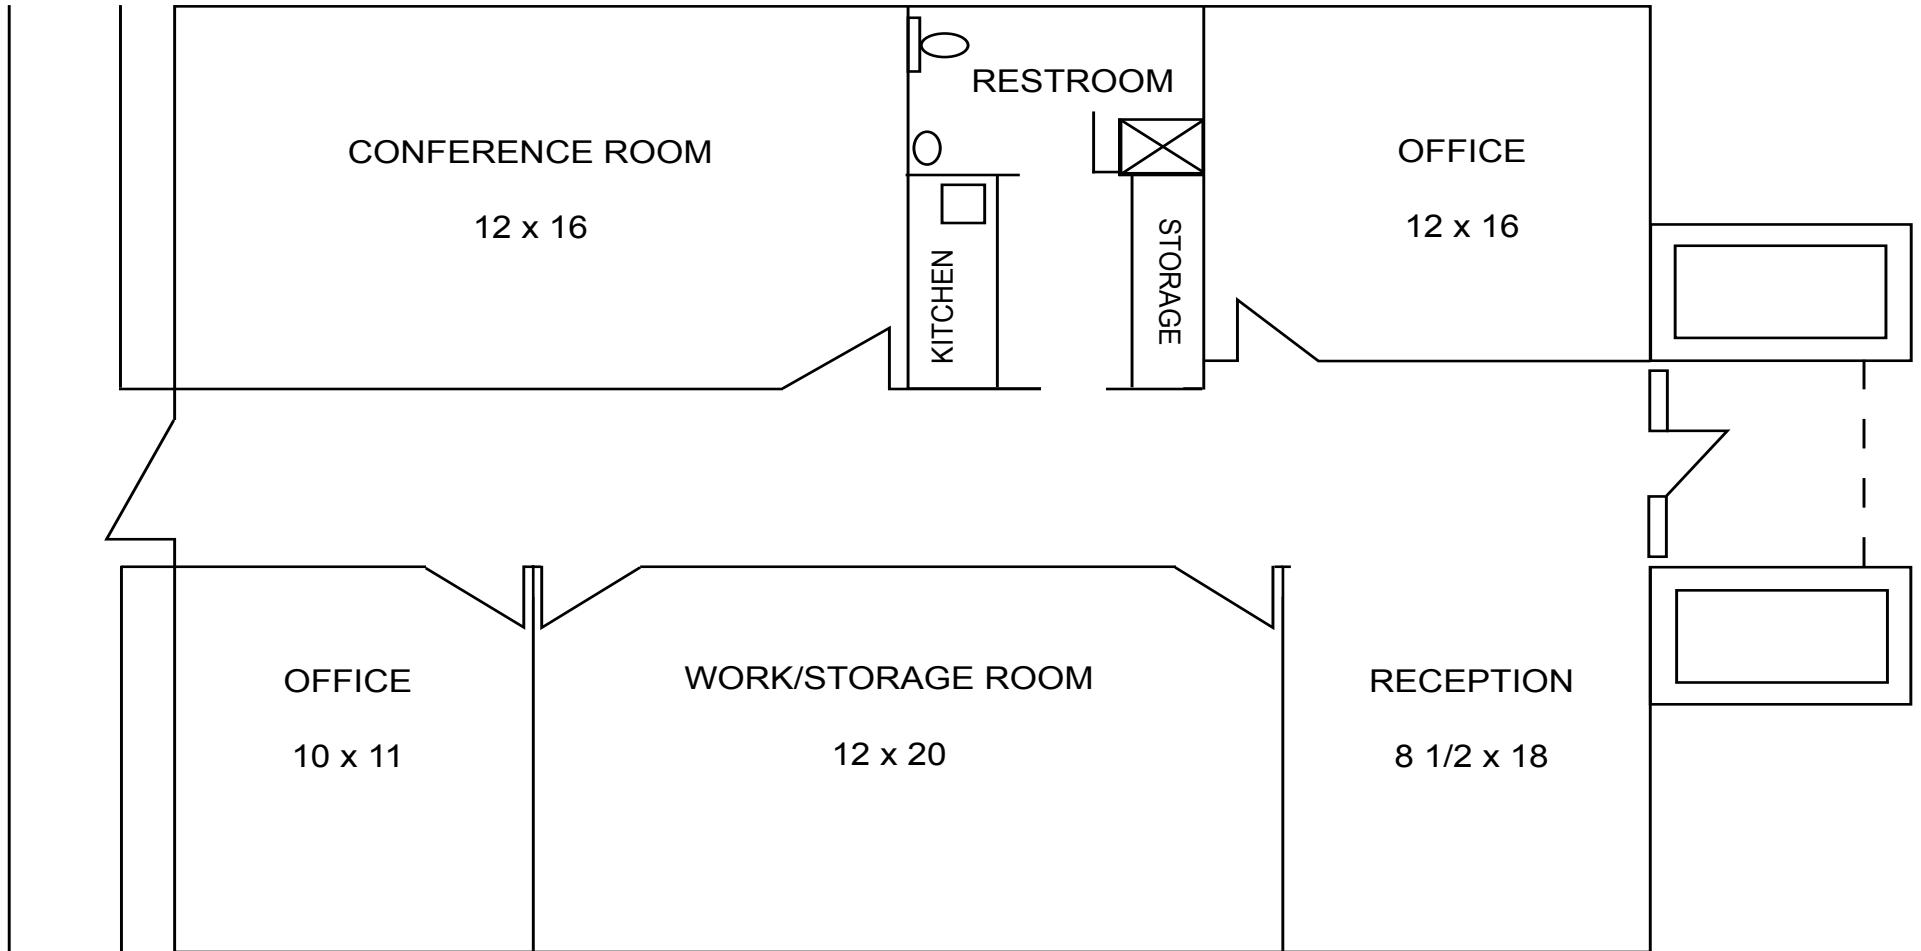 RESTROOM
CONFERENCE ROOM
12 x 16
OFFICE
12 x 16
KITCHEN
STORAGE
OFFICE
10 x 11
WORK/STORAGE ROOM
12 x 20
RECEPTION
8 1/2 x 18